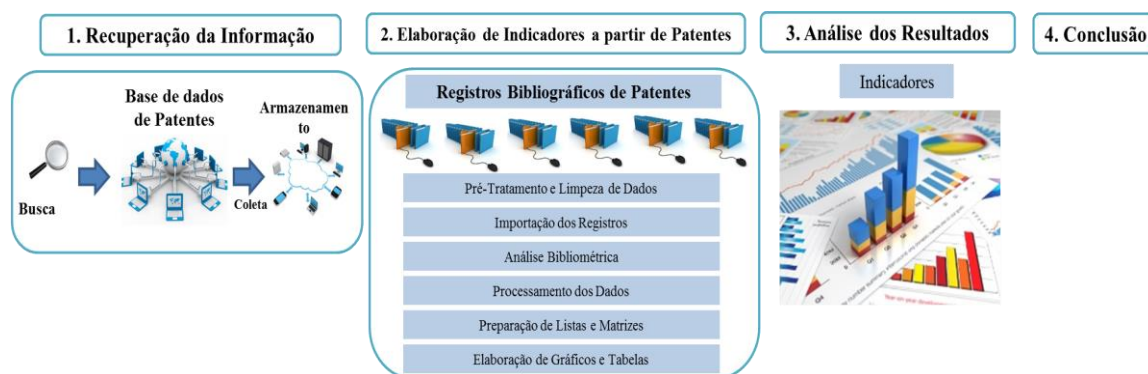 1. Recuperação da Informação
2. Elaboração de Indicadores a partir de Patentes
3. Análise dos Resultados
4. Conclusão
Busca
Base de dados
de Patentes
Coleta
Armazenamen
to
Registros Bibliográficos de Patentes
Pré-Tratamento e Limpeza de Dados
Importação dos Registros
Análise Bibliométrica
Processamento dos Dados
Preparação de Listas e Matrizes
Elaboração de Gráficos e Tabelas
Indicadores